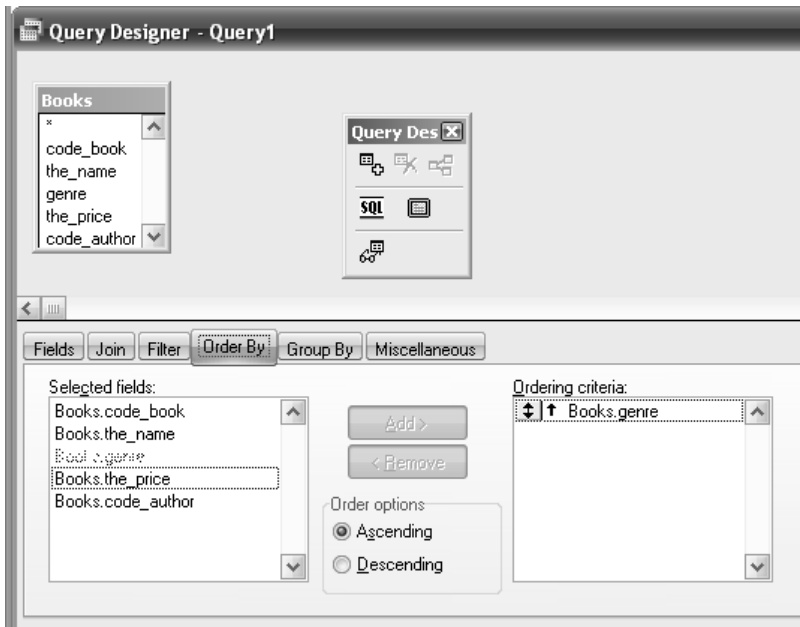 Query Designer - Query1
Books
*
code_book
the_name
genre
the_price
code_author
Query Des
SQL
Fields Join Filter Order By Group By Miscellaneous
Selected fields:
Books.code_book
Books.the_name
Books.genre
Books.the_price
Books.code_author
Add >
< Remove
Order options
Ascending
Descending
Ordering criteria:
Books.genre